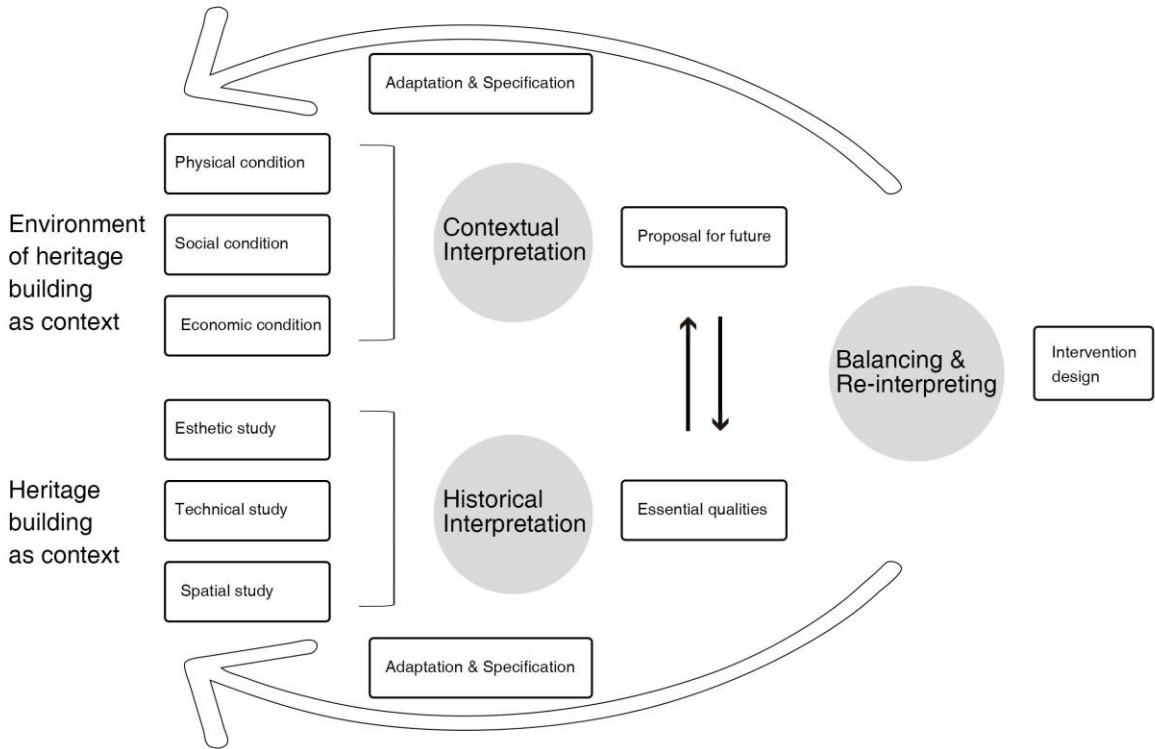 Adaptation & Specification
Environment
of heritage
building
as context
Physical condition
Social condition
Economic condition
Contextual
Interpretation
Proposal for future
Balancing &
Re-interpreting
Intervention
design
Heritage
building
as context
Esthetic study
Technical study
Spatial study
Historical
Interpretation
Essential qualities
Adaptation & Specification